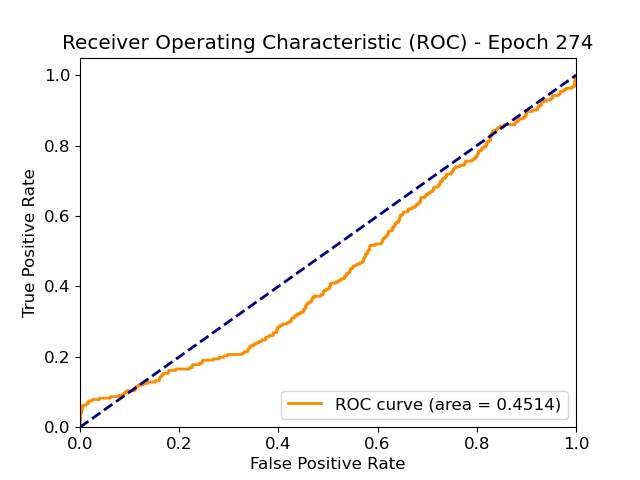 Receiver Operating Characteristic (ROC) - Epoch 274
1.0
0.8
0.6
0.4
0.2
0.0
True Positive Rate
ROC curve (area = 0.4514)
0.0 0.2 0.4 0.6 0.8 1.0
False Positive Rate